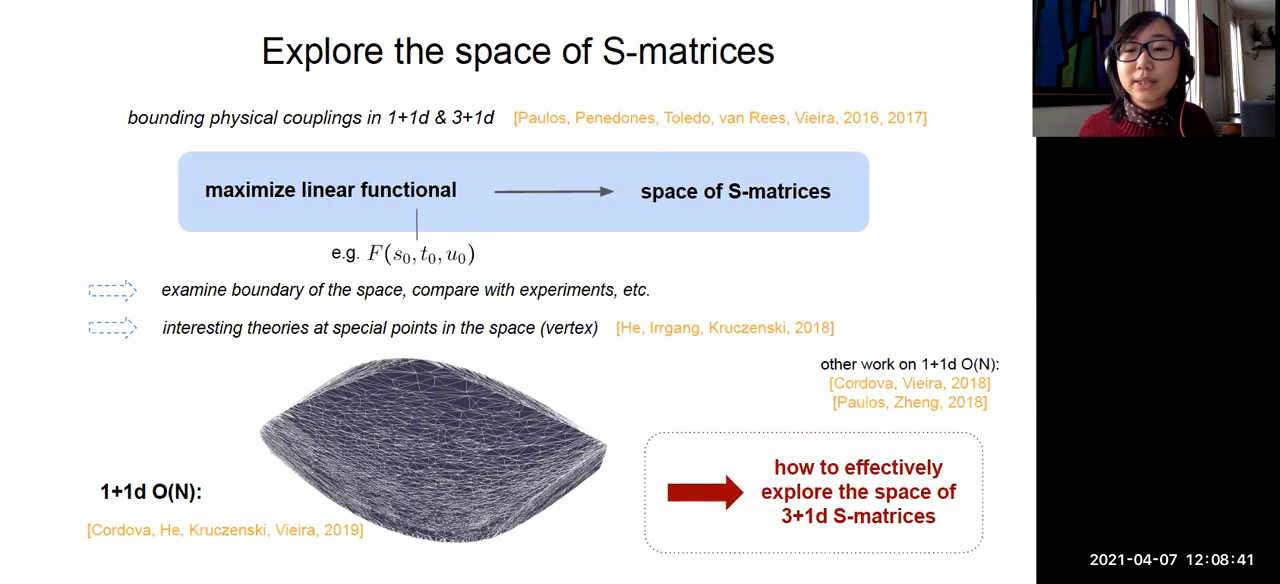 Explore the space of S-matrices
bounding physical couplings in 1+1d & 3+1d [Paulos, Penedones, Toledo, van Rees, Vieira, 2016, 2017]
maximize linear functional
space of S-matrices
e.g. F(s₀, t₀, u₀)
examine boundary of the space, compare with experiments, etc.
interesting theories at special points in the space (vertex) [He, Irrgang, Kruczenski, 2018]
other work on 1+1d O(N):
[Cordova, Vieira, 2018]
[Paulos, Zheng, 2018]
1+1d O(N):
[Cordova, He, Kruczenski, Vieira, 2019]
how to effectively
explore the space of
3+1d S-matrices
2021-04-07 12:08:41